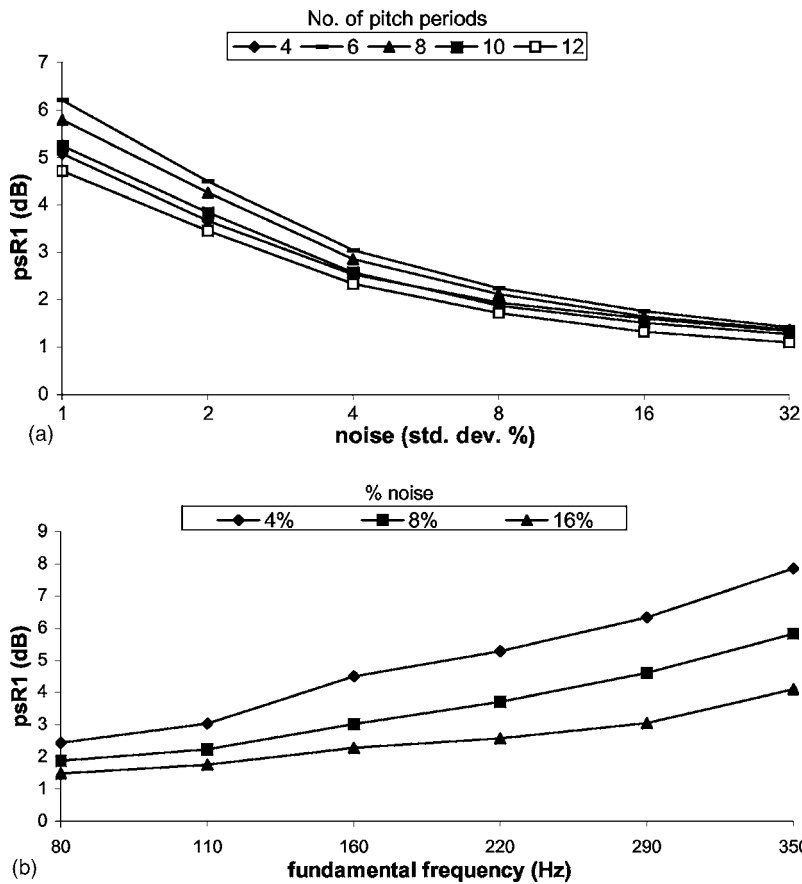 No. of pitch periods
4 6 8 10 12
7
6
5
4
3
2
1
0
psR1 (dB)
1 2 4 8 16 32
noise (std. dev. %)
(a)
% noise
4% 8% 16%
9
8
7
6
5
4
3
2
1
0
psR1 (dB)
80 110 160 220 290 350
fundamental frequency (Hz)
(b)